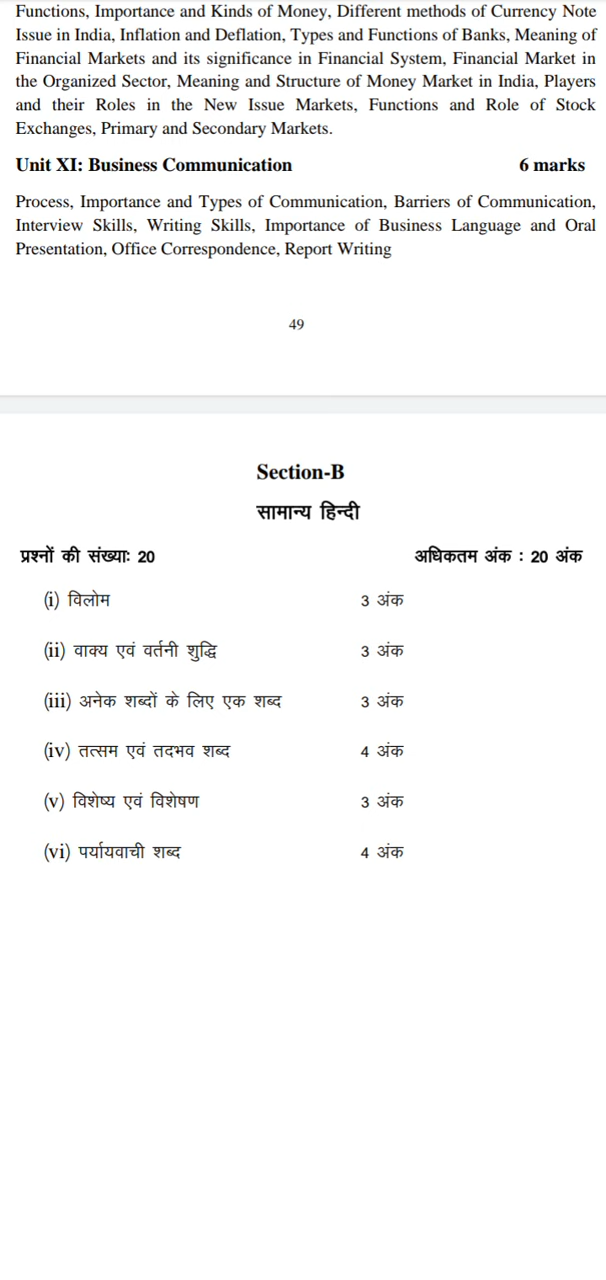 Functions, Importance and Kinds of Money, Different methods of Currency Note
Issue in India, Inflation and Deflation, Types and Functions of Banks, Meaning of
Financial Markets and its significance in Financial System, Financial Market in
the Organized Sector, Meaning and Structure of Money Market in India, Players
and their Roles in the New Issue Markets, Functions and Role of Stock
Exchanges, Primary and Secondary Markets.
Unit XI: Business Communication 6 marks
Process, Importance and Types of Communication, Barriers of Communication,
Interview Skills, Writing Skills, Importance of Business Language and Oral
Presentation, Office Correspondence, Report Writing
49
Section-B
सामान्य हिन्दी
प्रश्नों की संख्याः 20 अधिकतम अंक : 20 अंक
(i) विलोम 3 अंक
(ii) वाक्य एवं वर्तनी शुद्धि 3 अंक
(iii) अनेक शब्दों के लिए एक शब्द 3 अंक
(iv) तत्सम एवं तदभव शब्द 4 अंक
(v) विशेष्य एवं विशेषण 3 अंक
(vi) पर्यायवाची शब्द 4 अंक